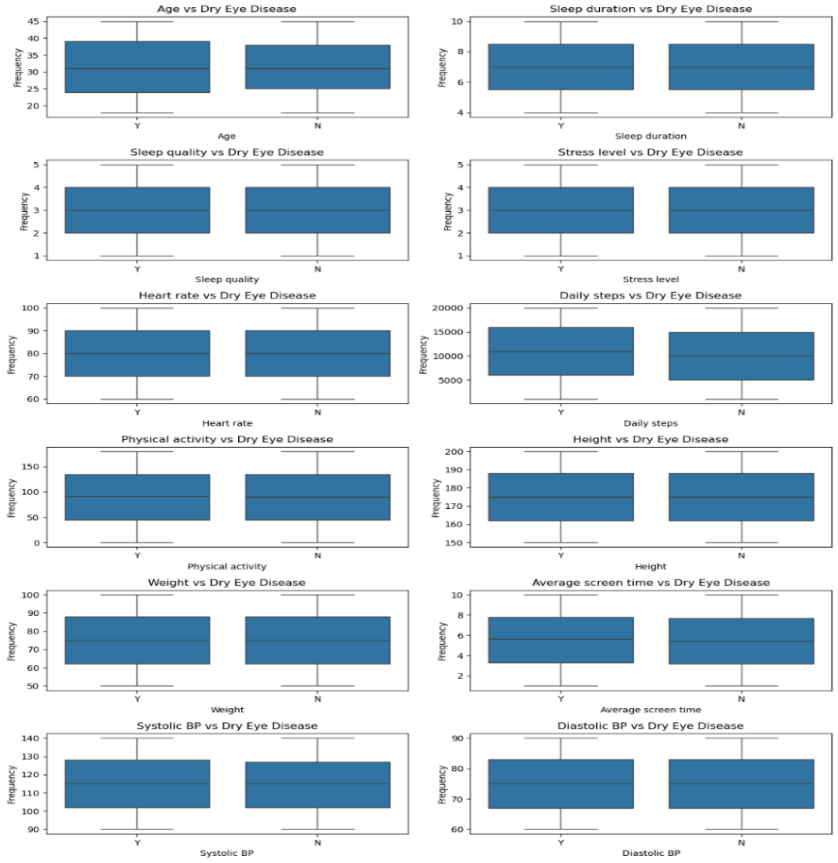 Age vs Dry Eye Disease
Frequency
45
40
35
30
25
20
Y N
Age
Sleep duration vs Dry Eye Disease
Frequency
10
8
6
4
Y N
Sleep duration
Sleep quality vs Dry Eye Disease
Frequency
5
4
3
2
1
Y N
Sleep quality
Stress level vs Dry Eye Disease
Frequency
5
4
3
2
1
Y N
Stress level
Heart rate vs Dry Eye Disease
Frequency
100
90
80
70
60
Y N
Heart rate
Daily steps vs Dry Eye Disease
Frequency
20000
15000
10000
5000
Y N
Daily steps
Physical activity vs Dry Eye Disease
Frequency
150
100
50
0
Y N
Physical activity
Height vs Dry Eye Disease
Frequency
200
190
180
170
160
150
Y N
Height
Weight vs Dry Eye Disease
Frequency
100
90
80
70
60
50
Y N
Weight
Average screen time vs Dry Eye Disease
Frequency
10
8
6
4
2
Y N
Average screen time
Systolic BP vs Dry Eye Disease
Frequency
140
130
120
110
100
90
Y N
Systolic BP
Diastolic BP vs Dry Eye Disease
Frequency
90
80
70
60
Y N
Diastolic BP